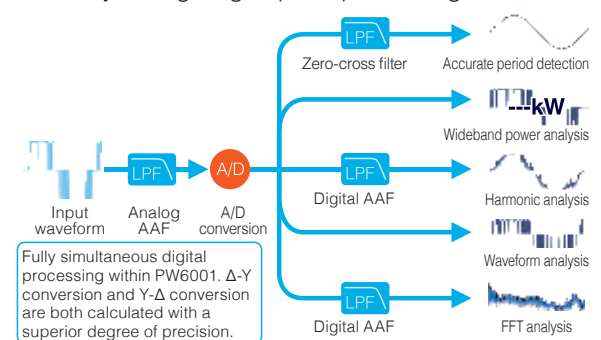 LPF
Zero-cross filter
Accurate period detection
---kW
Wideband power analysis
LPF
A/D
LPF
Input
waveform
Analog
AAF
A/D
conversion
Digital AAF
Harmonic analysis
Waveform analysis
Fully simultaneous digital
processing within PW6001. Δ-Y
conversion and Y-Δ conversion
are both calculated with a
superior degree of precision.
LPF
Digital AAF
FFT analysis